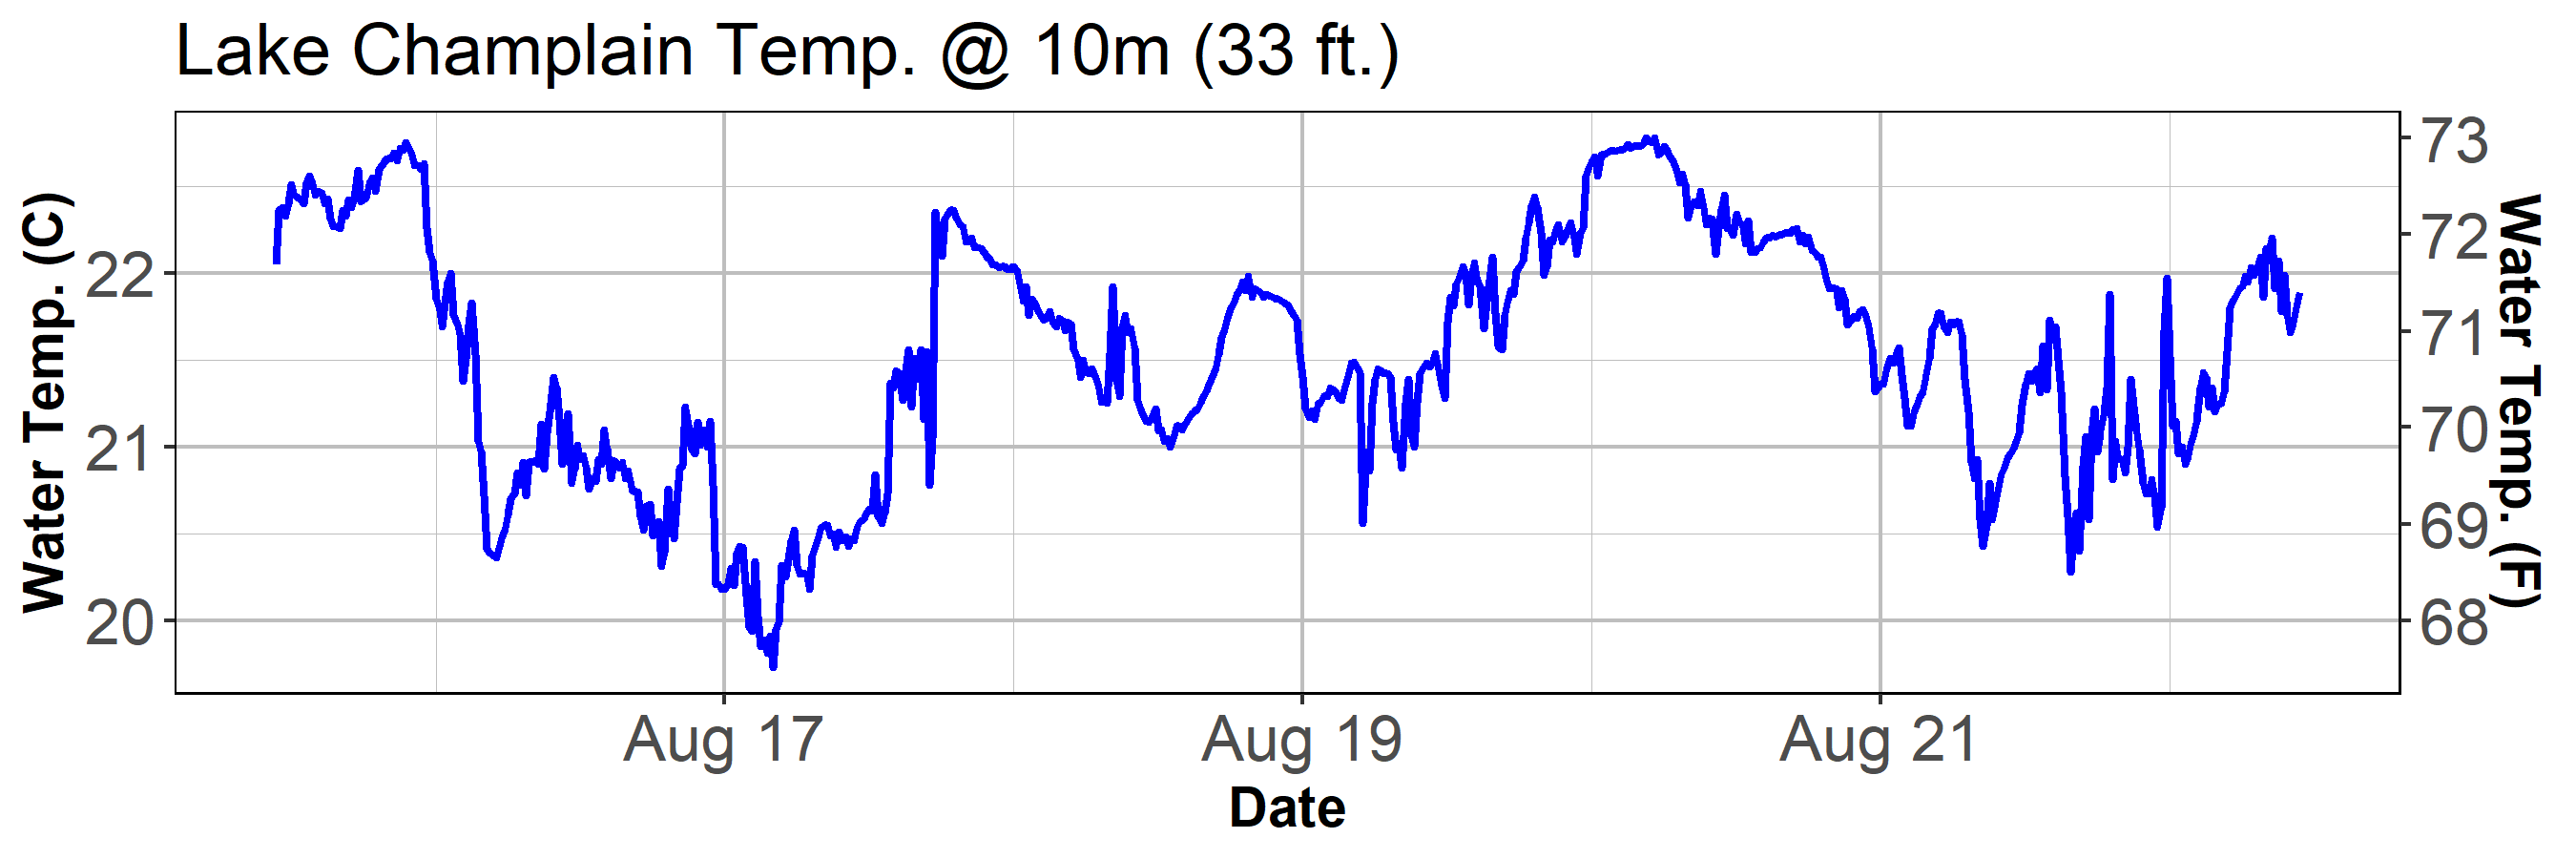 Lake Champlain Temp. @ 10m (33 ft.)
Water Temp. (C)
22
21
20
73
72
71
70
69
68
Water Temp. (F)
Aug 17
Aug 19
Aug 21
Date